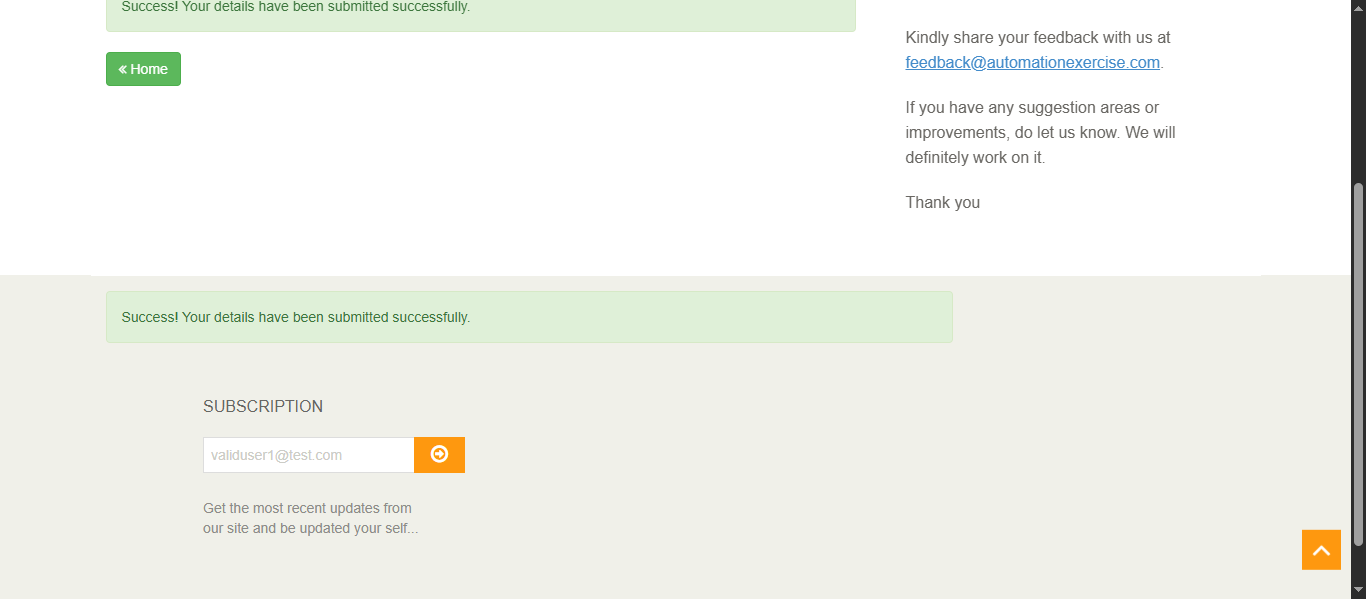 Success! Your details have been submitted successfully.
« Home
Kindly share your feedback with us at
feedback@automationexercise.com.
If you have any suggestion areas or
improvements, do let us know. We will
definitely work on it.
Thank you
Success! Your details have been submitted successfully.
SUBSCRIPTION
validuser1@test.com
Get the most recent updates from
our site and be updated your self...